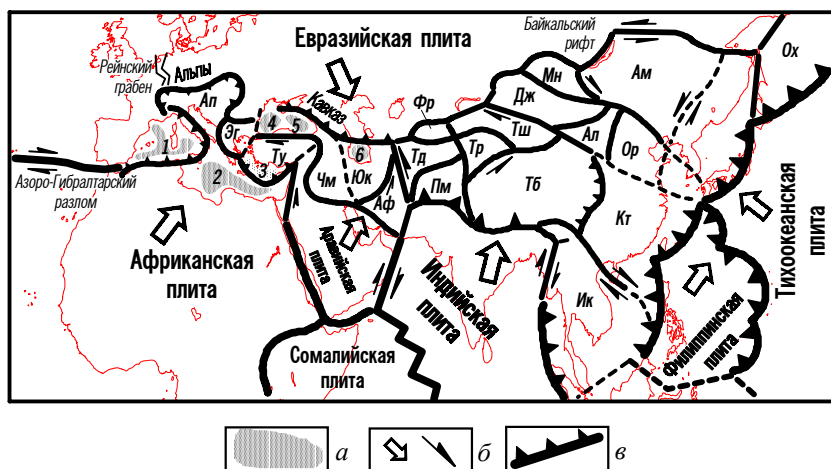 Евразийская плита
Байкальский
рифт
Ох
Рейнский
грабен
Альпы
Ап
Эг
Кавказ
Фр
Мн
Дж
Ам
4
5
6
1
2
3
Ту
Чм
Юк
Аф
Тд
Пм
Тр
Тш
Тб
Ал
Ор
Кт
Ик
Азоро-Гибралтарский
разлом
Африканская
плита
Аравийская
плита
Индийская
плита
Сомалийская
плита
Филиппинская
плита
Тихоокеанская
плита
а
б
в